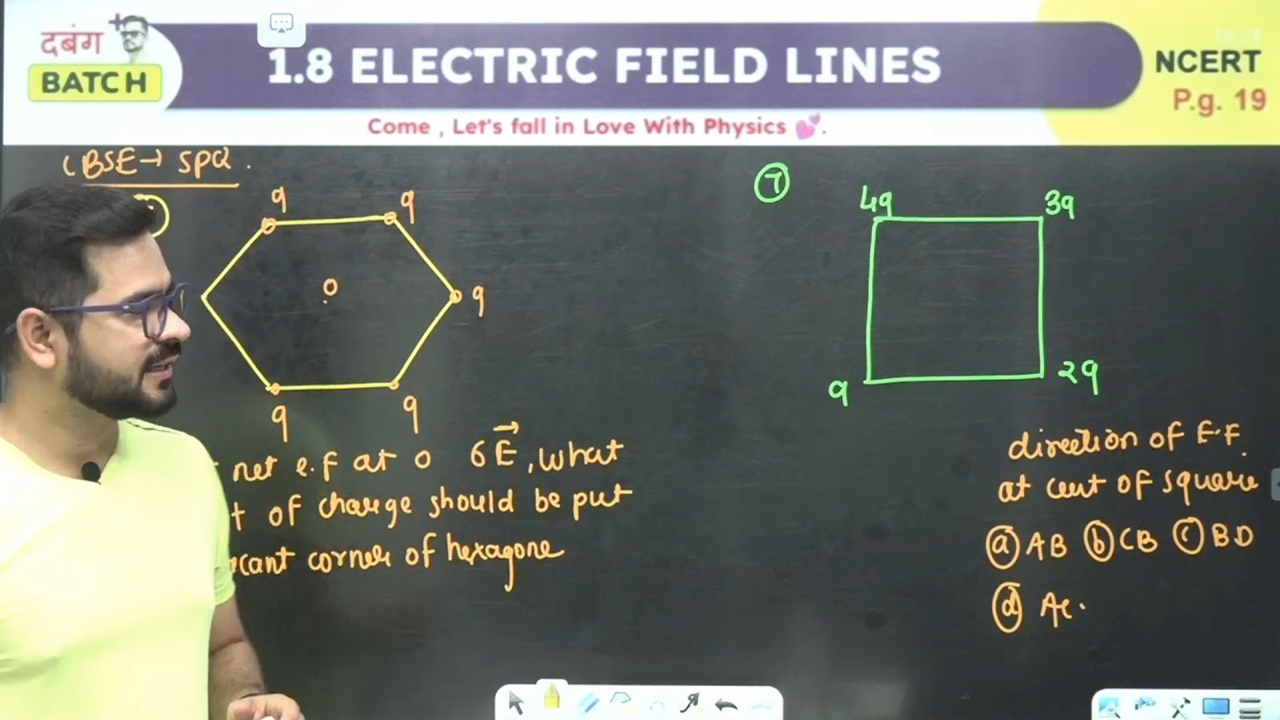 दबंग
BATCH
1.8 ELECTRIC FIELD LINES
NCERT
P.g. 19
Come , Let's fall in Love With Physics 💕.
CBSE → SPQ.
q q
7
4q 3q
O
q
q q
q 2q
net e.f at O 6E⃗, what
of charge should be put
corner of hexagone
direction of E.F.
at cent of square
a AB b CB c BD
d AC.